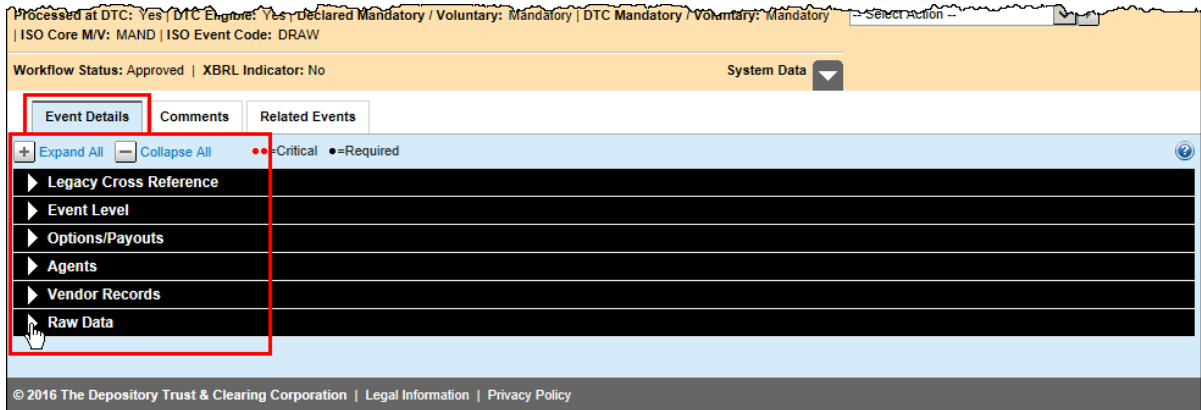 Processed at DTC: Yes | DTC Eligible: Yes | Declared Mandatory / Voluntary: Mandatory | DTC Mandatory / Voluntary: Mandatory -- Select Action --
| ISO Core M/V: MAND | ISO Event Code: DRAW
Workflow Status: Approved | XBRL Indicator: No System Data
Event Details Comments Related Events
+ Expand All — Collapse All ●●=Critical ●=Required ?
Legacy Cross Reference
Event Level
Options/Payouts
Agents
Vendor Records
Raw Data
© 2016 The Depository Trust & Clearing Corporation | Legal Information | Privacy Policy